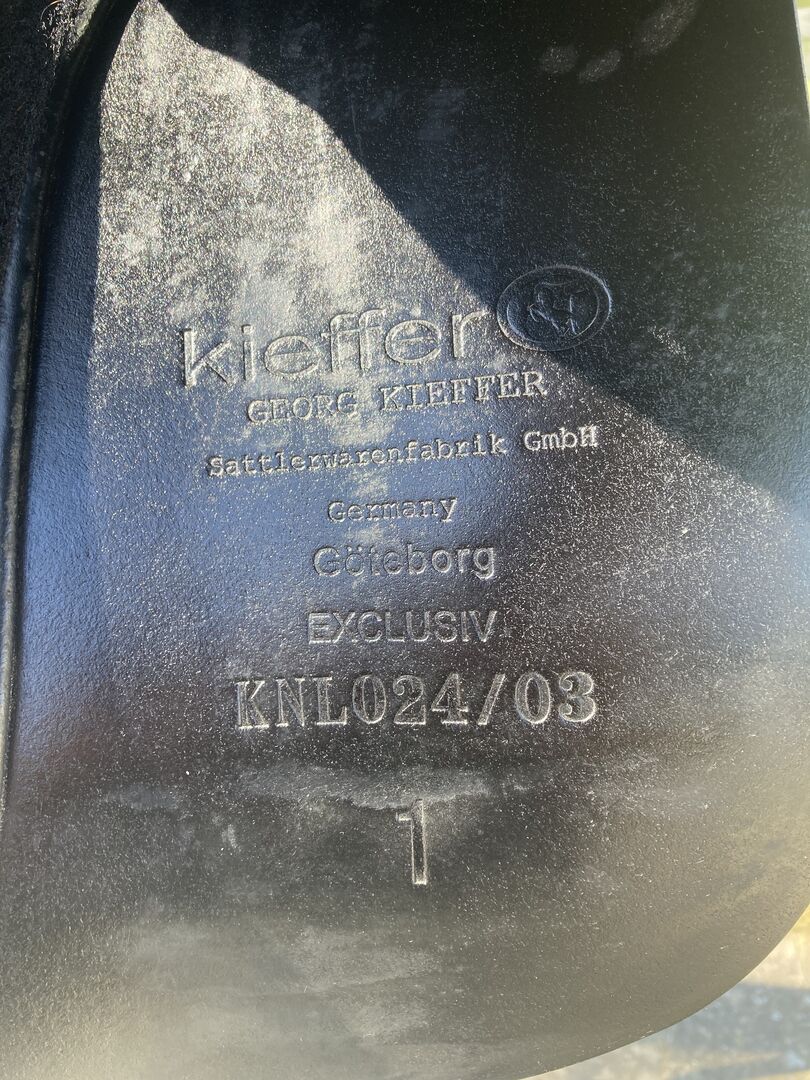 kieffer
GEORG KIEFFER
Sattlerwarenfabrik GmbH
Germany
Göteborg
EXCLUSIV
KNL024/03
1